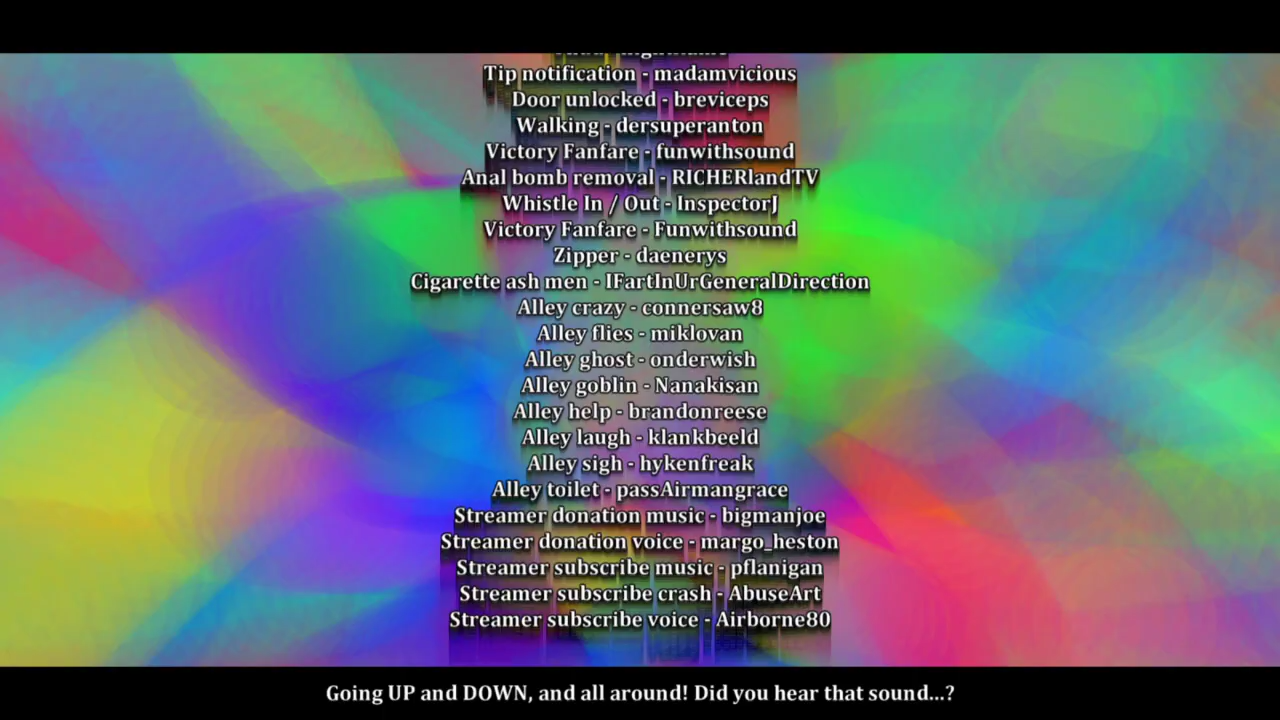 Tip notification - madamvicious
Door unlocked - breviceps
Walking - dersuperanton
Victory Fanfare - funwithsound
Anal bomb removal - RICHERlandTV
Whistle In / Out - InspectorJ
Victory Fanfare - Funwithsound
Zipper - daenerys
Cigarette ash men - IFartInUrGeneralDirection
Alley crazy - connersaw8
Alley flies - miklovan
Alley ghost - onderwish
Alley goblin - Nanakisan
Alley help - brandonreese
Alley laugh - klankbeeld
Alley sigh - hykenfreak
Alley toilet - passAirmangrace
Streamer donation music - bigmanjoe
Streamer donation voice - margo_heston
Streamer subscribe music - pflanigan
Streamer subscribe crash - AbuseArt
Streamer subscribe voice - Airborne80
Going UP and DOWN, and all around! Did you hear that sound...?